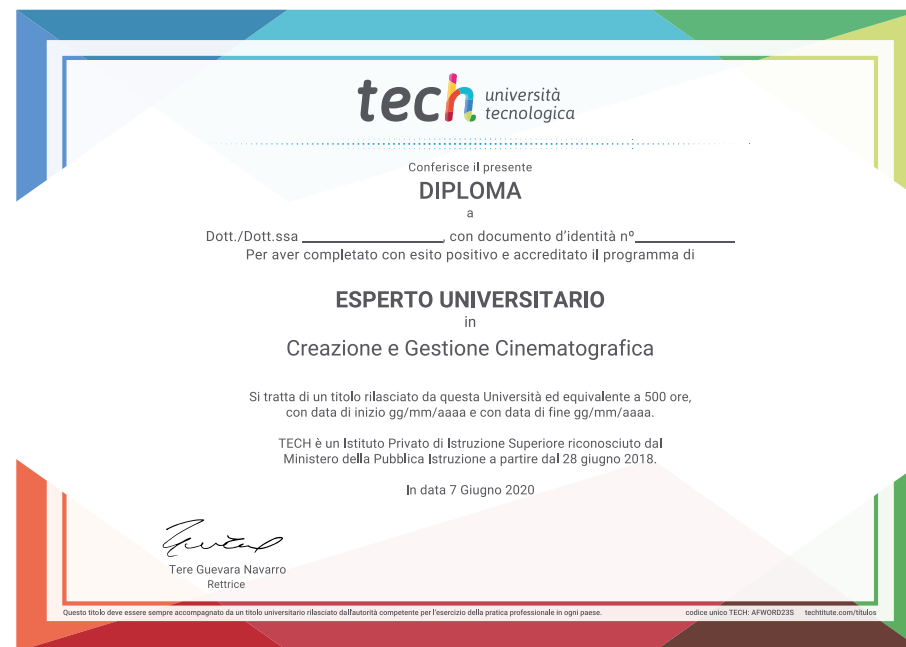 tech università
tecnologica
Conferisce il presente
DIPLOMA
a
Dott./Dott.ssa ____________________, con documento d'identità nº______________
Per aver completato con esito positivo e accreditato il programma di
ESPERTO UNIVERSITARIO
in
Creazione e Gestione Cinematografica
Si tratta di un titolo rilasciato da questa Università ed equivalente a 500 ore,
con data di inizio gg/mm/aaaa e con data di fine gg/mm/aaaa.
TECH è un Istituto Privato di Istruzione Superiore riconosciuto dal
Ministero della Pubblica Istruzione a partire dal 28 giugno 2018.
In data 7 Giugno 2020
Tere Guevara Navarro
Rettrice
Questo titolo deve essere sempre accompagnato da un titolo universitario rilasciato dall'autorità competente per l'esercizio della pratica professionale in ogni paese. codice unico TECH: AFWORD23S techtitute.com/titulos